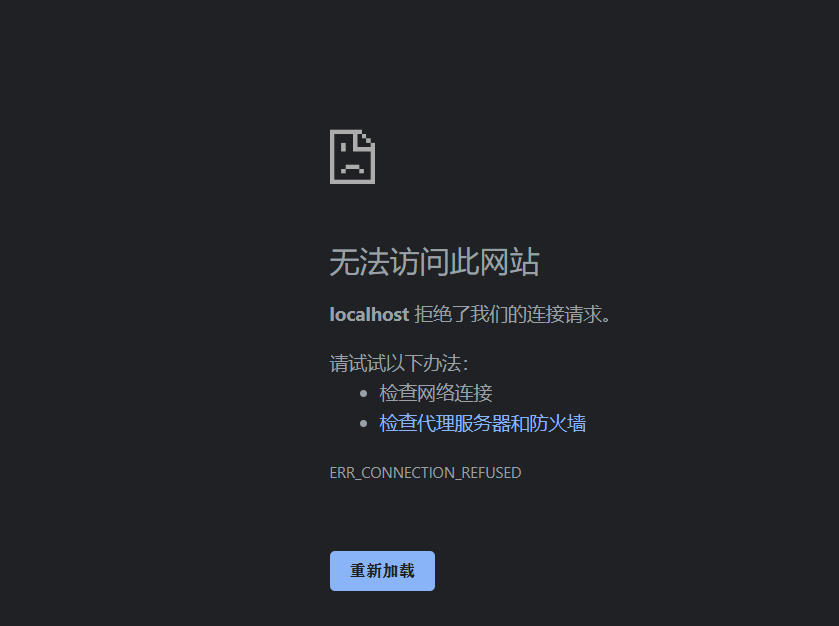 无法访问此网站
localhost 拒绝了我们的连接请求。
请试试以下办法：
• 检查网络连接
• 检查代理服务器和防火墙
ERR_CONNECTION_REFUSED
重新加载